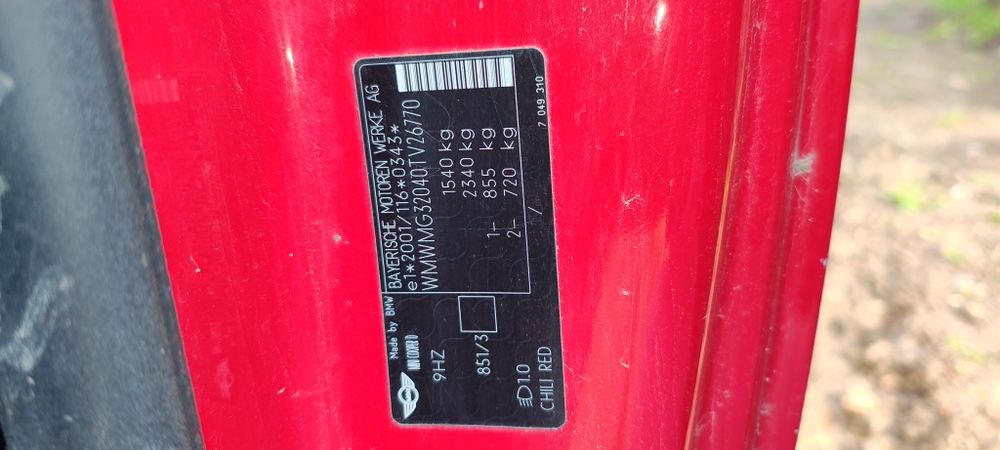 Made by BMW
MINI COOPER D
9HZ
851/3
1.0
CHILI RED
BAYERISCHE MOTOREN WERKE AG
e1*2001/116*0343*
WMWMG32040TV26770
1540 kg
2340 kg
1- 855 kg
2- 720 kg
/
7 049 310